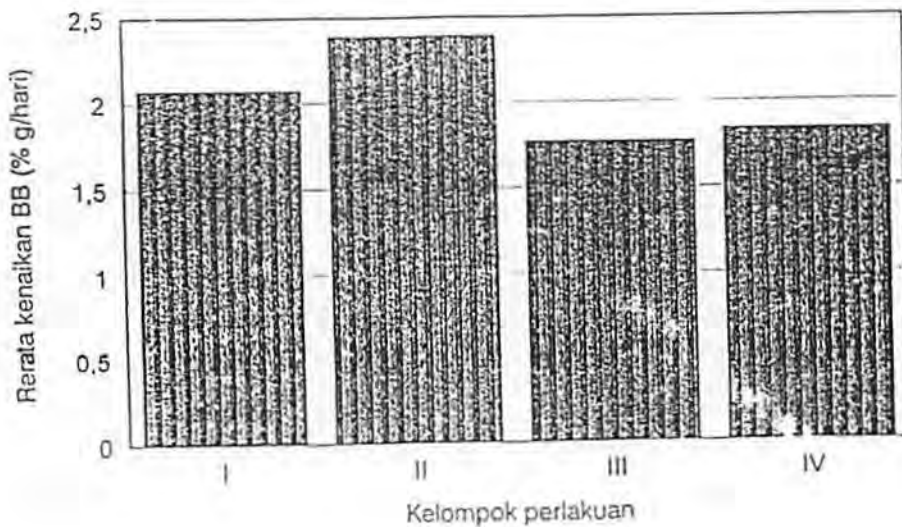 Rerata kenaikan BB (% g/hari)
2,5
2
1,5
1
0,5
0
I II III IV
Kelompok perlakuan